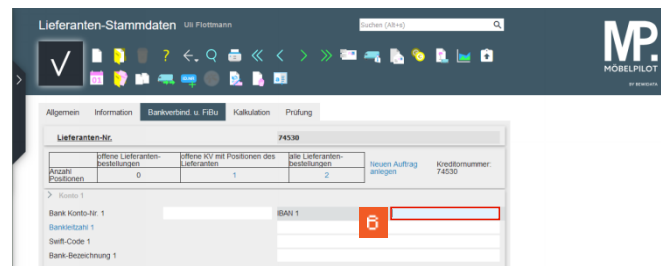 Lieferanten-Stammdaten Uli Flottmann
Suchen (Alt+s)
MP.
MÖBELPILOT
Allgemein Information Bankverbind. u. FiBu Kalkulation Prüfung
Lieferanten-Nr. 74530
offene Lieferanten-bestellungen offene KV mit Positionen des Lieferanten alle Lieferanten-bestellungen
Neuen Auftrag anlegen
Kreditornummer: 74530
Anzahl Positionen 0 1 2
Konto 1
Bank Konto-Nr. 1 IBAN 1 6
Bankleitzahl 1
Swift-Code 1
Bank-Bezeichnung 1